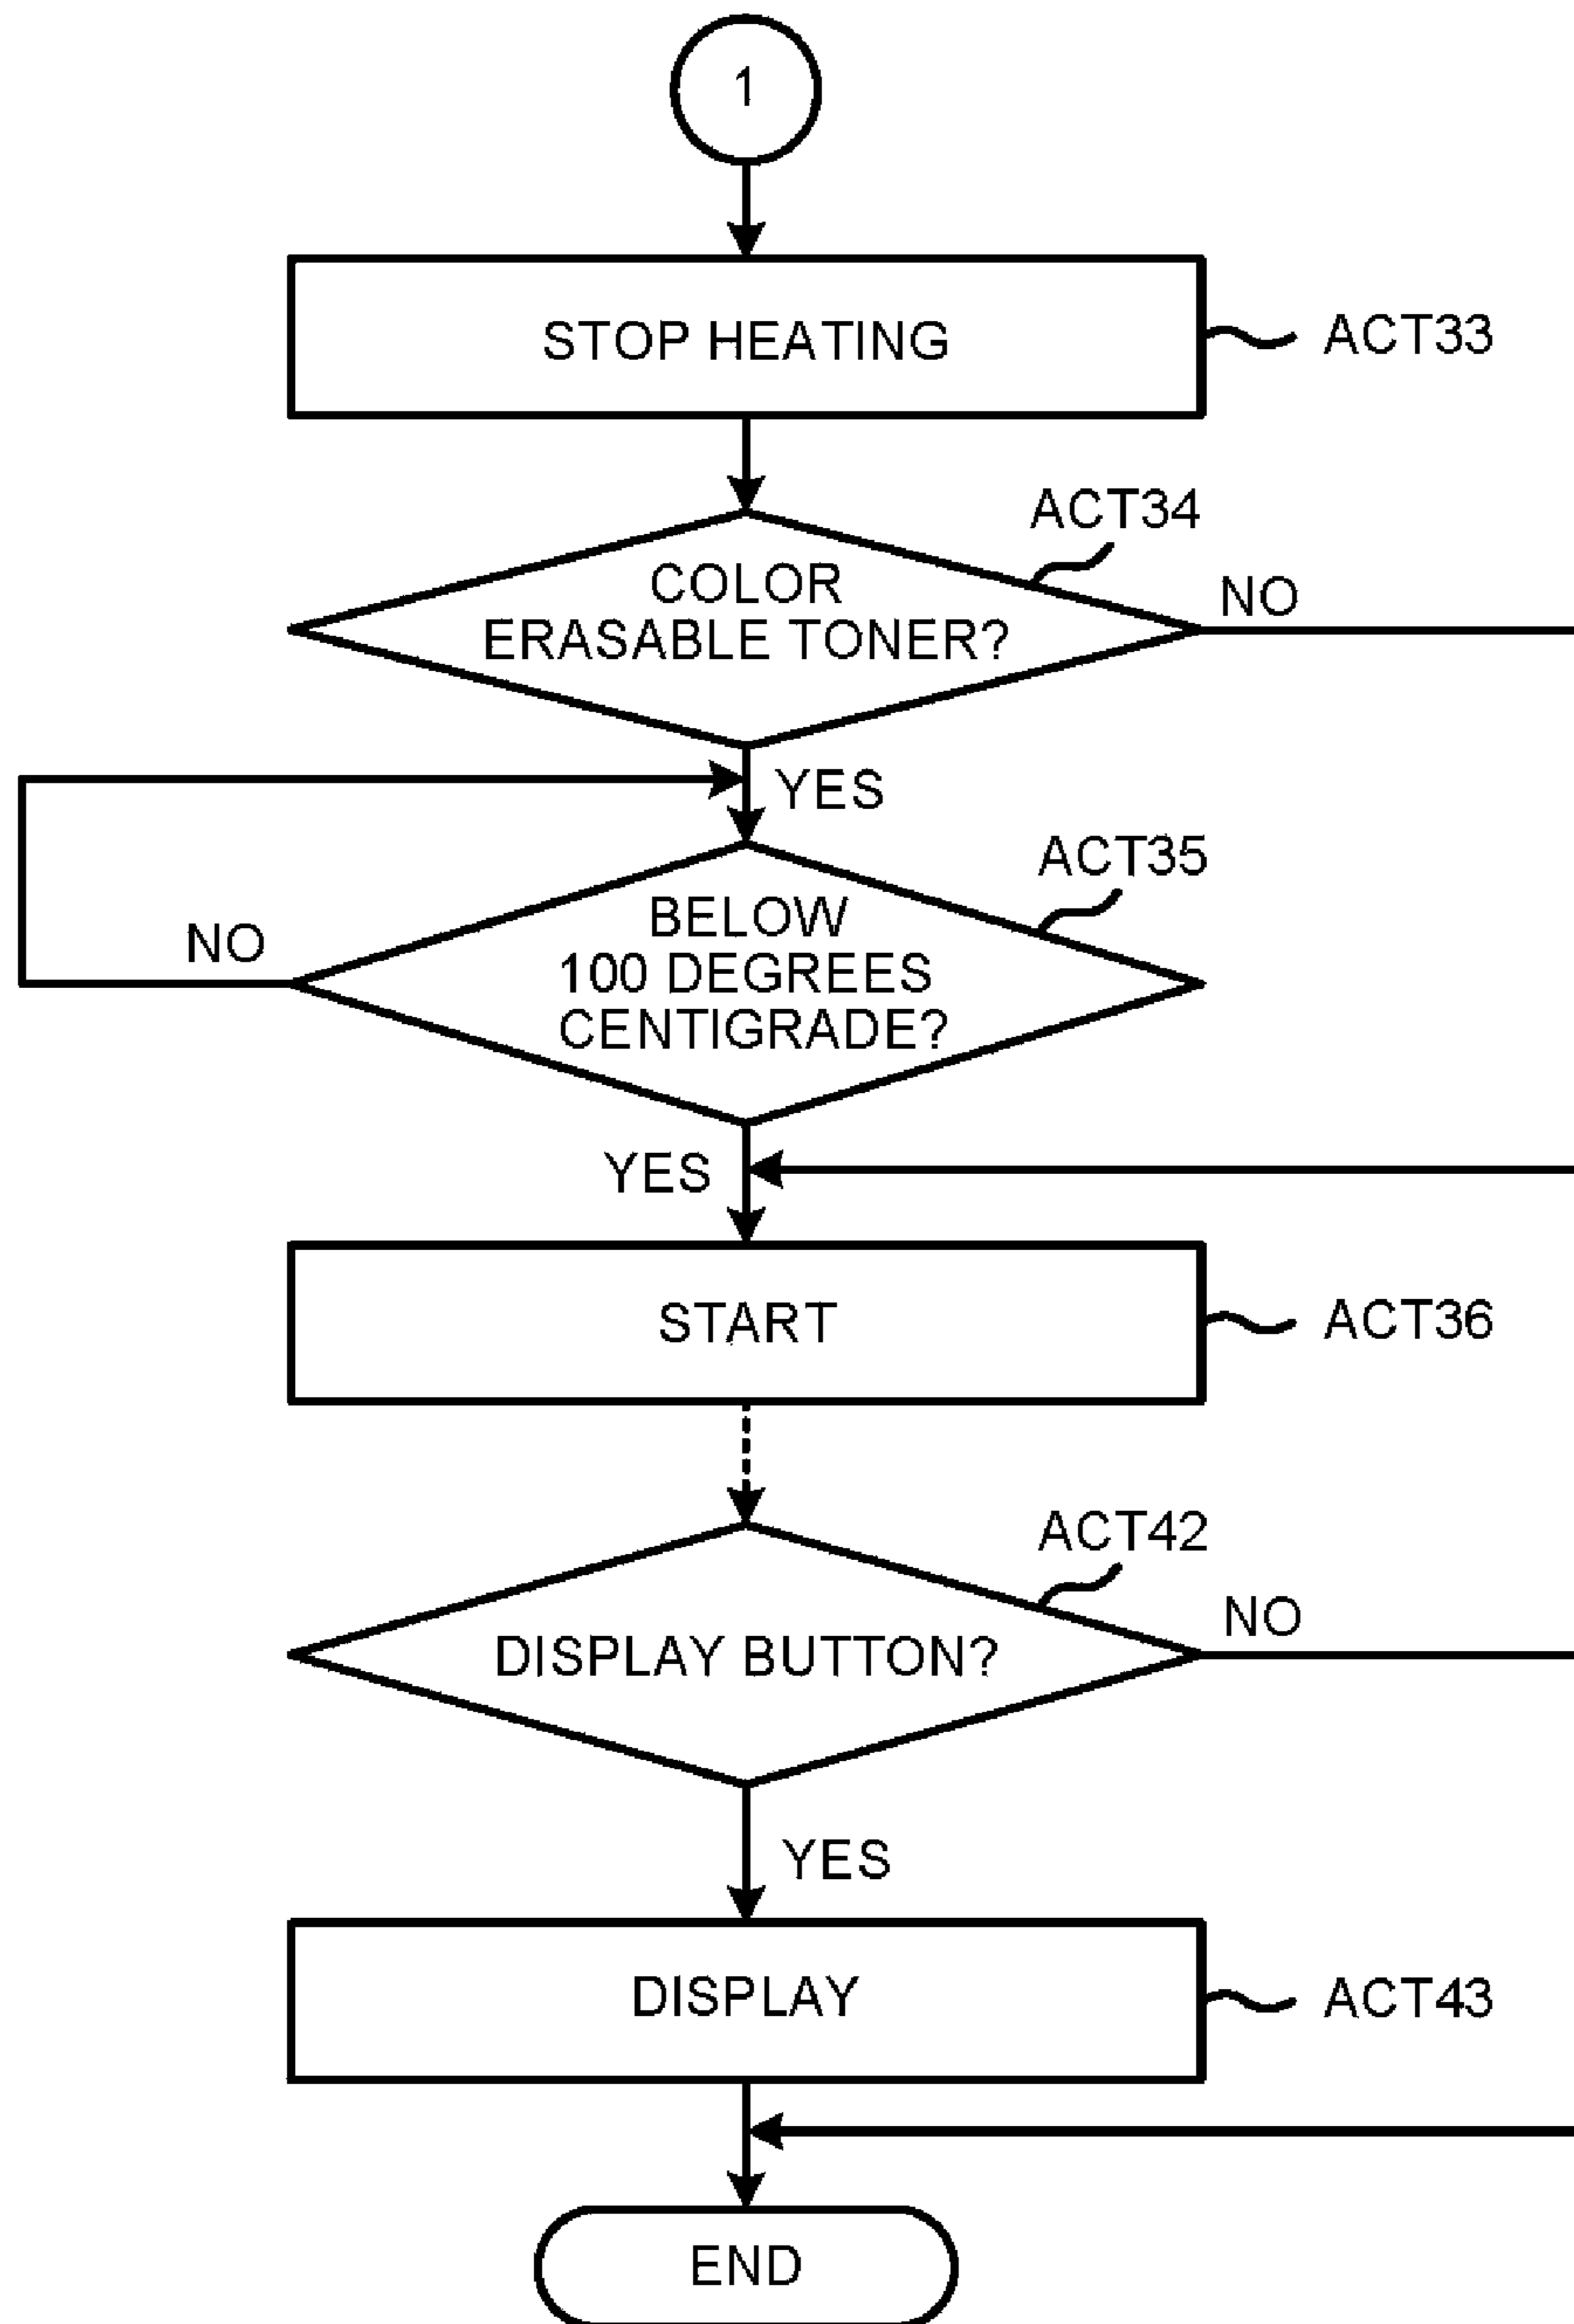 1
STOP HEATING
ACT33
ACT34
COLOR
ERASABLE TONER?
NO
YES
ACT35
BELOW
100 DEGREES
CENTIGRADE?
NO
YES
START
ACT36
ACT42
DISPLAY BUTTON?
NO
YES
DISPLAY
ACT43
END